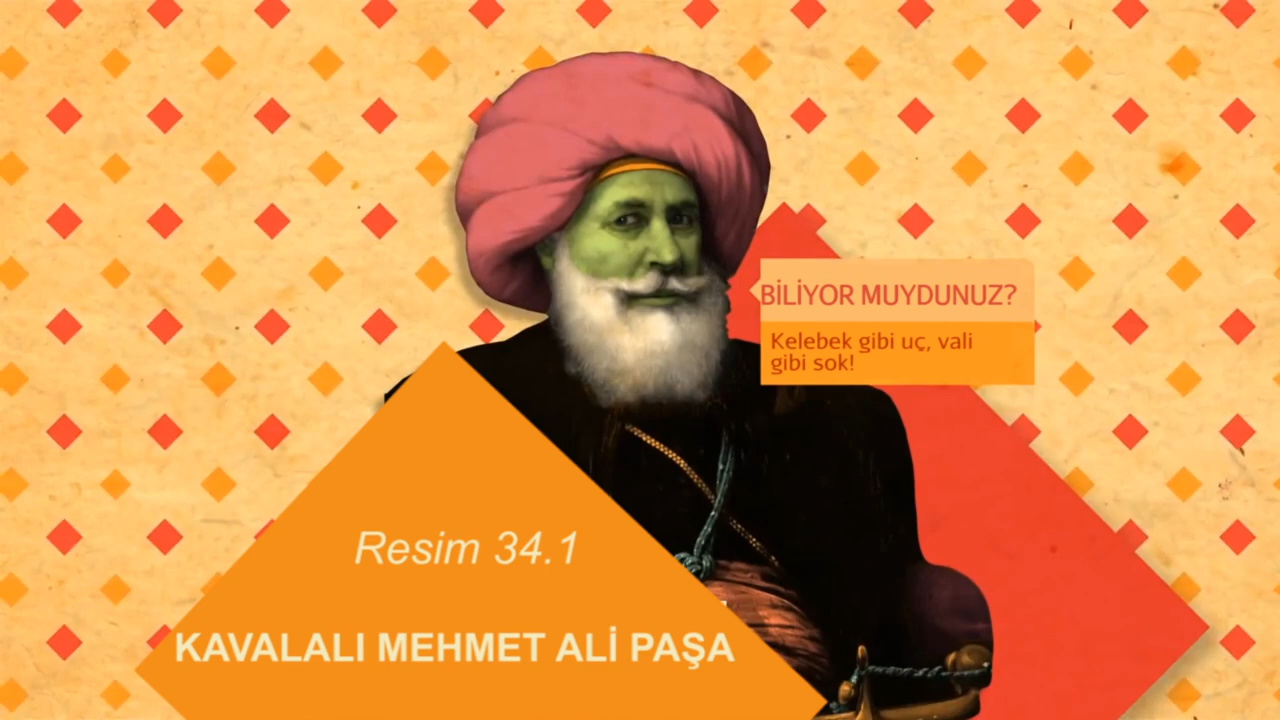 BİLİYOR MUYDUNUZ?
Kelebek gibi uç, vali
gibi sok!
Resim 34.1
KAVALALI MEHMET ALİ PAŞA